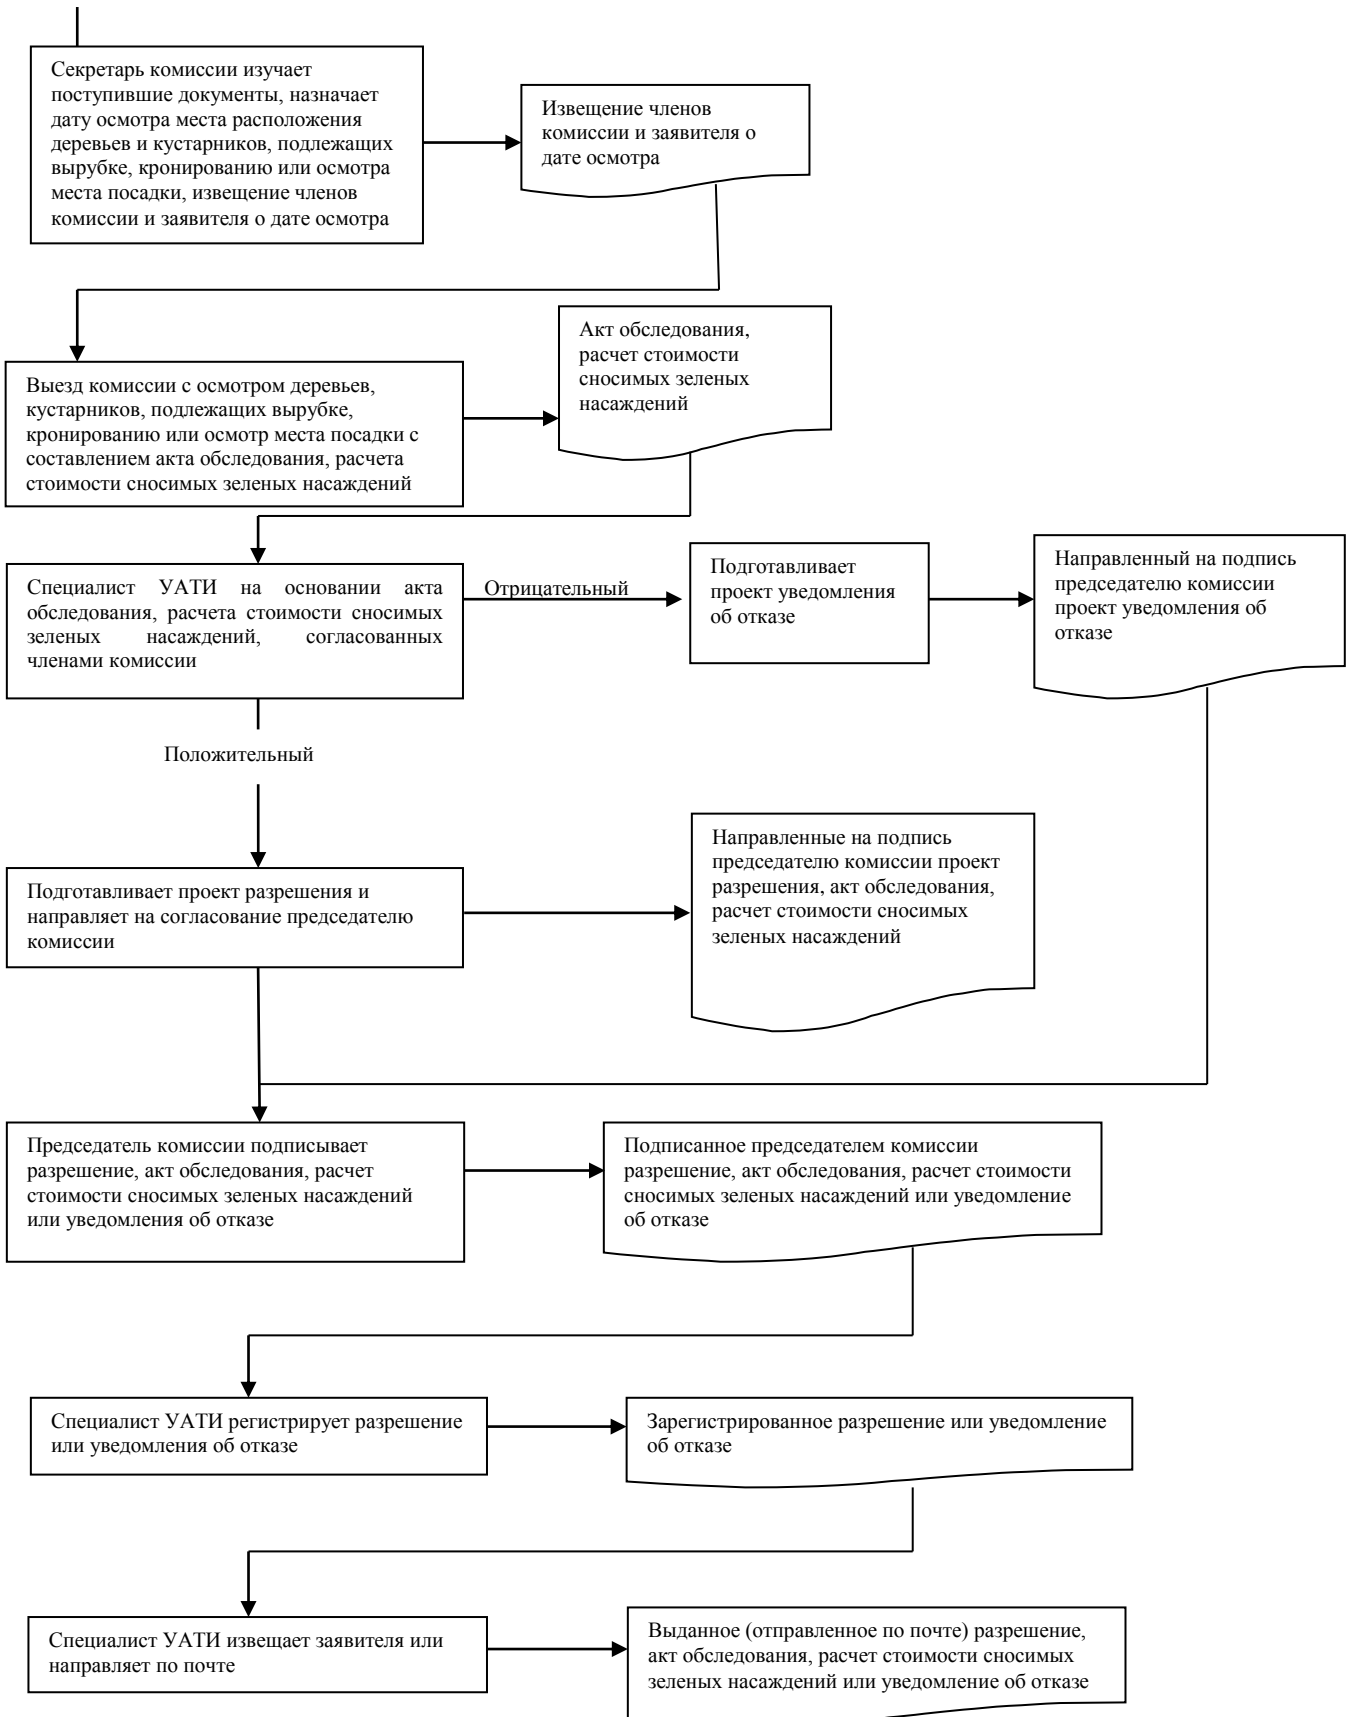 Секретарь комиссии изучает
поступившие документы, назначает
дату осмотра места расположения
деревьев и кустарников, подлежащих
вырубке, кронированию или осмотра
места посадки, извещение членов
комиссии и заявителя о дате осмотра
Извещение членов
комиссии и заявителя о
дате осмотра
Акт обследования,
расчет стоимости
сносимых зеленых
насаждений
Выезд комиссии с осмотром деревьев,
кустарников, подлежащих вырубке,
кронированию или осмотр места посадки с
составлением акта обследования, расчета
стоимости сносимых зеленых насаждений
Специалист УАТИ на основании акта
обследования, расчета стоимости сносимых
зеленых насаждений, согласованных
членами комиссии
Отрицательный
Подготавливает
проект уведомления
об отказе
Направленный на подпись
председателю комиссии
проект уведомления об
отказе
Положительный
Подготавливает проект разрешения и
направляет на согласование председателю
комиссии
Направленные на подпись
председателю комиссии проект
разрешения, акт обследования,
расчет стоимости сносимых
зеленых насаждений
Председатель комиссии подписывает
разрешение, акт обследования, расчет
стоимости сносимых зеленых насаждений
или уведомления об отказе
Подписанное председателем комиссии
разрешение, акт обследования, расчет стоимости
сносимых зеленых насаждений или уведомление
об отказе
Специалист УАТИ регистрирует разрешение
или уведомления об отказе
Зарегистрированное разрешение или уведомление
об отказе
Специалист УАТИ извещает заявителя или
направляет по почте
Выданное (отправленное по почте) разрешение,
акт обследования, расчет стоимости сносимых
зеленых насаждений или уведомление об отказе